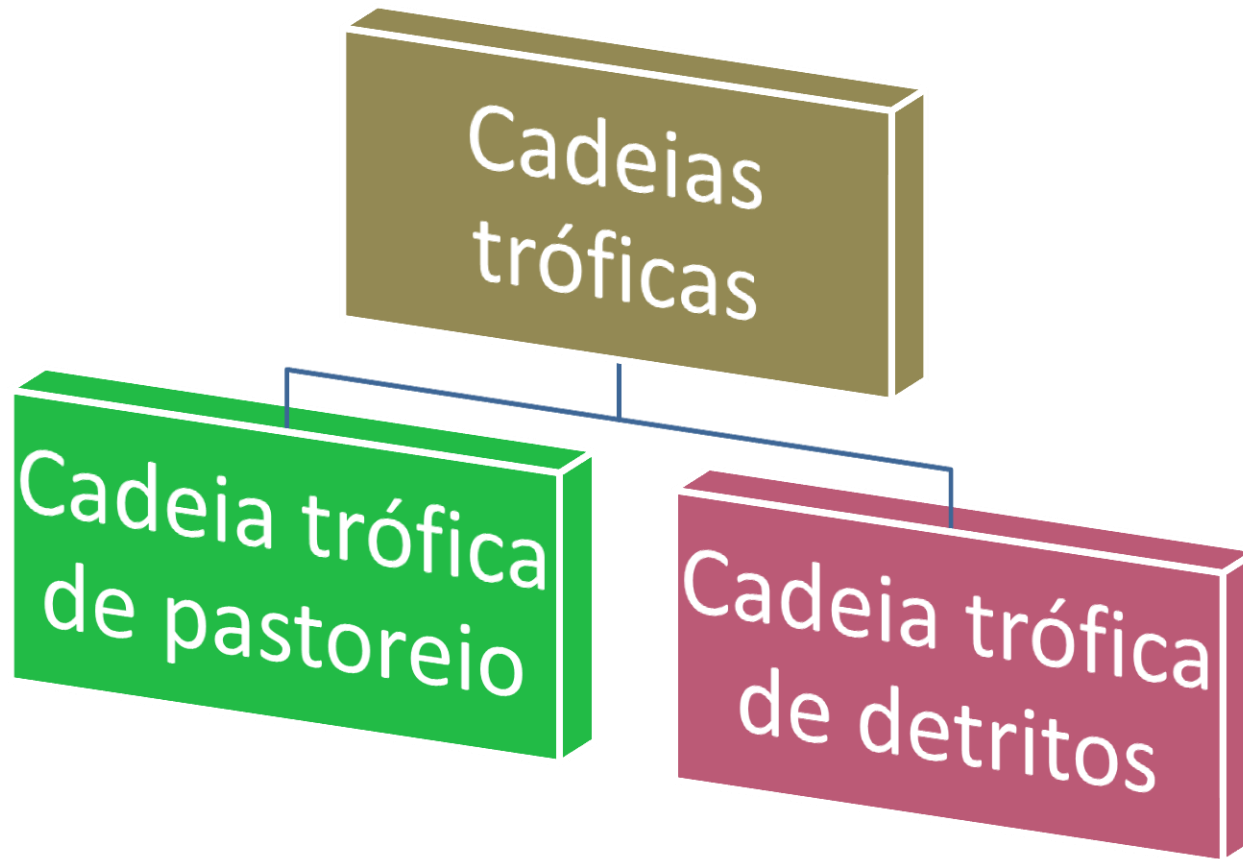 Cadeias
tróficas
Cadeia trófica
de pastoreio
Cadeia trófica
de detritos